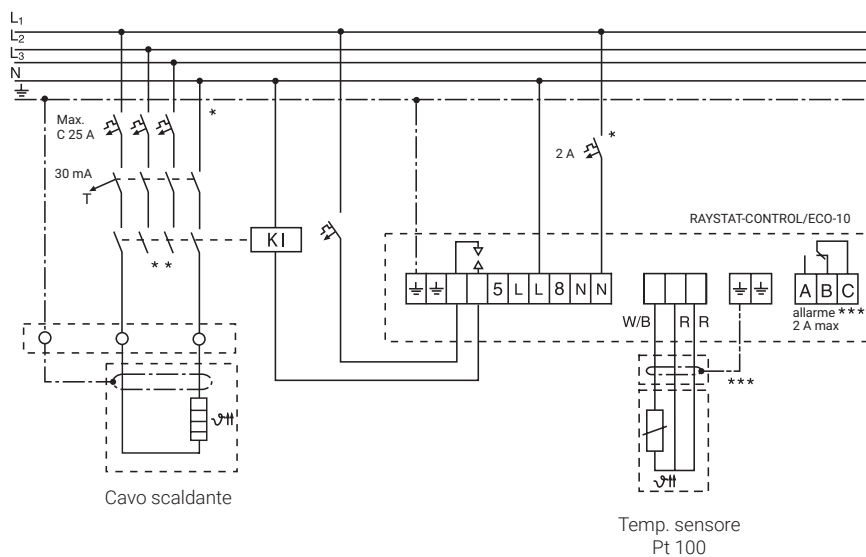 L1
L2
L3
N
Max.
C 25 A
*
30 mA
T
* *
KI
2 A
*
RAYSTAT-CONTROL/ECO-10
5 L L 8 N N
W/B R R
A B C
allarme ***
2 A max
***
ϑ
ϑ
Cavo scaldante
Temp. sensore
Pt 100